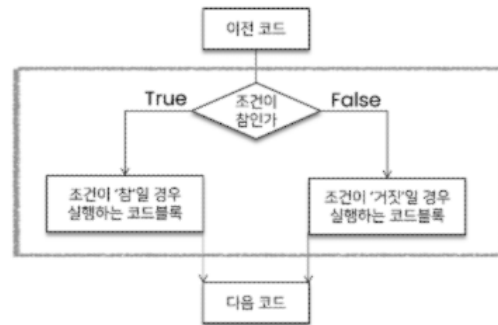 이전 코드
True
조건이
참인가
False
조건이 ‘참’일 경우
실행하는 코드블록
조건이 ‘거짓’일 경우
실행하는 코드블록
다음 코드